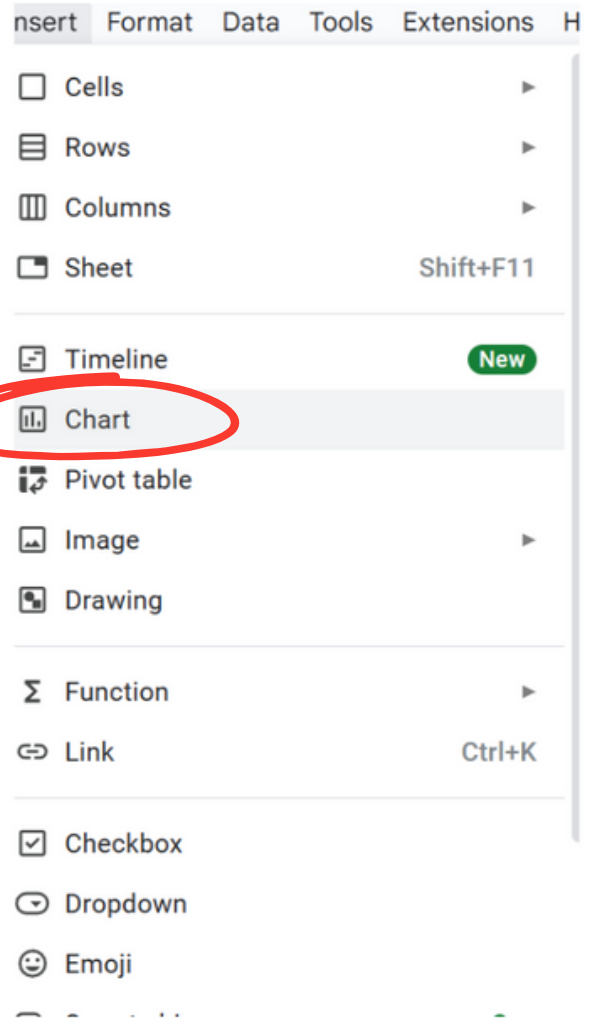 nsert Format Data Tools Extensions H
Cells
Rows
Columns
Sheet Shift+F11
Timeline New
Chart
Pivot table
Image
Drawing
Function
Link Ctrl+K
Checkbox
Dropdown
Emoji